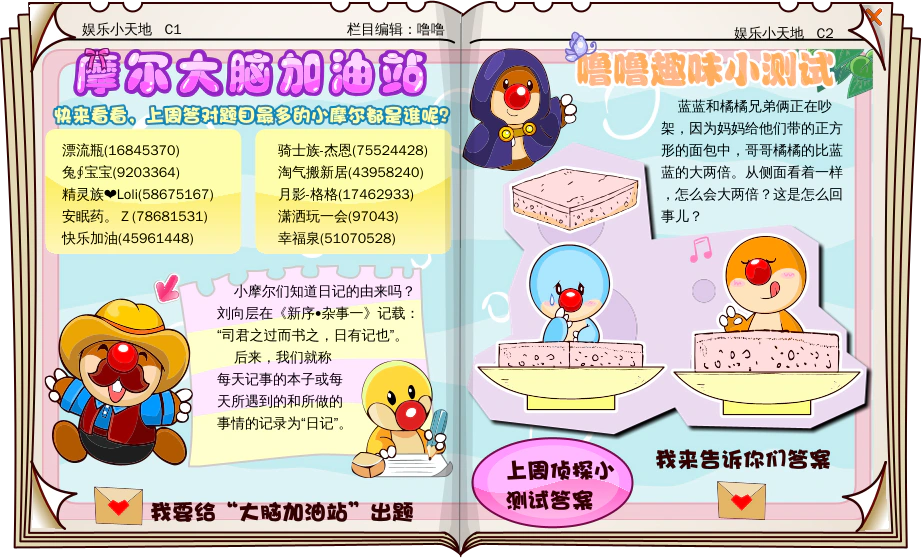 娱乐小天地 C1
栏目编辑：噜噜
摩尔大脑加油站
快来看看，上周答对题目最多的小摩尔都是谁呢？
漂流瓶(16845370)
兔∮宝宝(9203364)
精灵族❤Loli(58675167)
安眠药。Z(78681531)
快乐加油(45961448)
骑士族-杰恩(75524428)
淘气搬新居(43958240)
月影-格格(17462933)
潇洒玩一会(97043)
幸福泉(51070528)
小摩尔们知道日记的由来吗？
刘向层在《新序•杂事一》记载：
“司君之过而书之，日有记也”。
后来，我们就称
每天记事的本子或每
天所遇到的和所做的
事情的记录为“日记”。
我要给“大脑加油站”出题
娱乐小天地 C2
噜噜趣味小测试
蓝蓝和橘橘兄弟俩正在吵
架，因为妈妈给他们带的正方
形的面包中，哥哥橘橘的比蓝
蓝的大两倍。从侧面看着一样
，怎么会大两倍？这是怎么回
事儿？
上周侦探小
测试答案
我来告诉你们答案